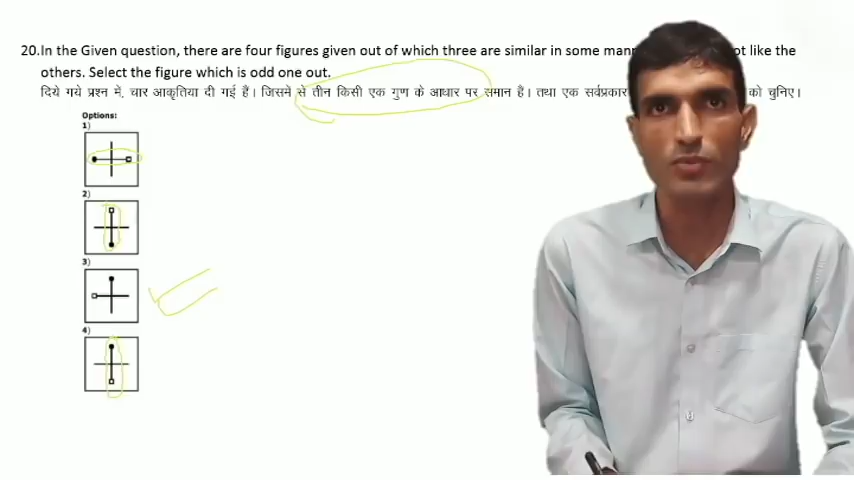 20.In the Given question, there are four figures given out of which three are similar in some ot like the
others. Select the figure which is odd one out.
दिये गये प्रश्न में, चार आकृतिया दी गई हैं। जिसमें से तीन किसी एक गुण के आधार पर समान हैं। तथा एक सर्वप्रकार को चुनिए।
Options:
1)
2)
3)
4)